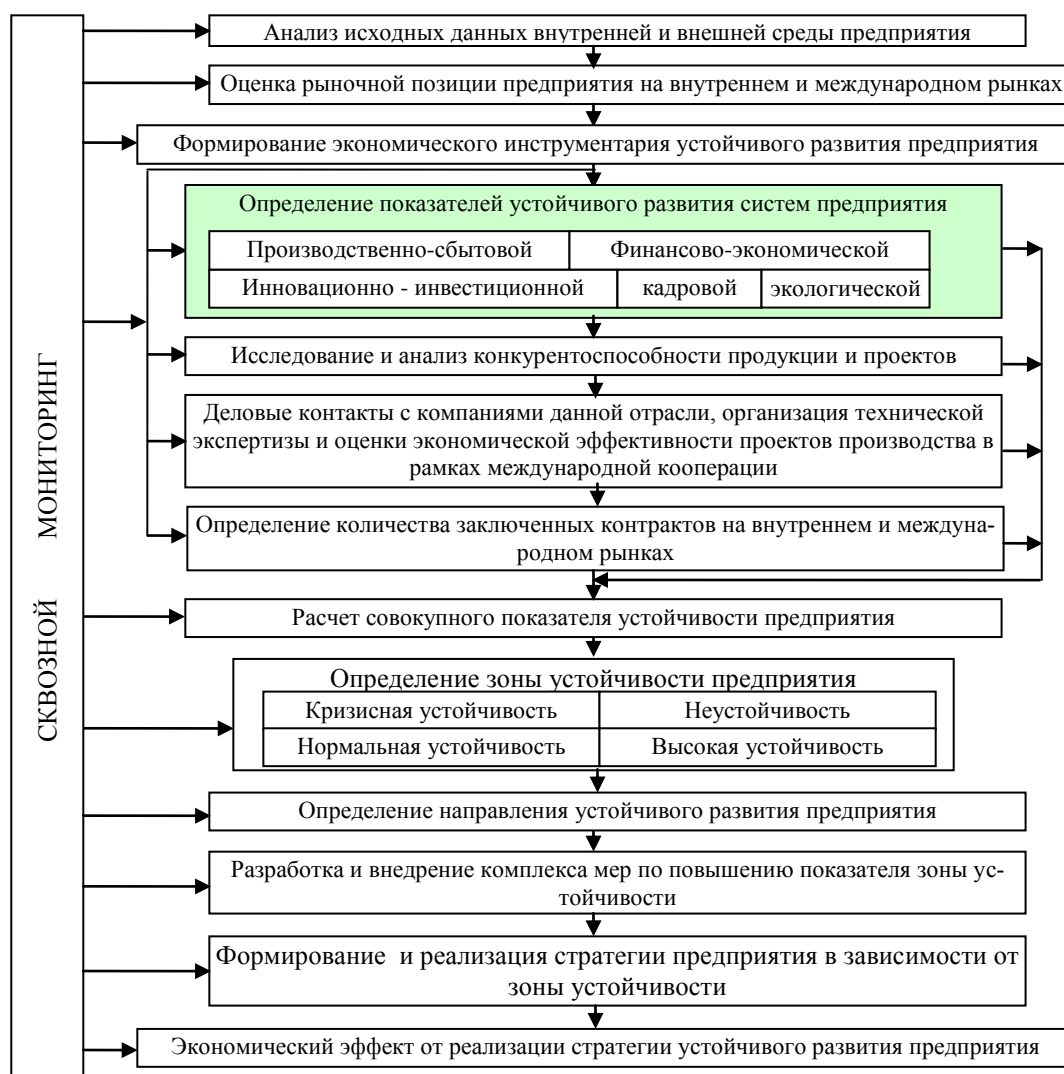 СКВОЗНОЙ МОНИТОРИНГ
Анализ исходных данных внутренней и внешней среды предприятия
Оценка рыночной позиции предприятия на внутреннем и международном рынках
Формирование экономического инструментария устойчивого развития предприятия
Определение показателей устойчивого развития систем предприятия
Производственно-сбытовой
Финансово-экономической
Инновационно - инвестиционной
кадровой
экологической
Исследование и анализ конкурентоспособности продукции и проектов
Деловые контакты с компаниями данной отрасли, организация технической
экспертизы и оценки экономической эффективности проектов производства в
рамках международной кооперации
Определение количества заключенных контрактов на внутреннем и междуна-
родном рынках
Расчет совокупного показателя устойчивости предприятия
Определение зоны устойчивости предприятия
Кризисная устойчивость
Неустойчивость
Нормальная устойчивость
Высокая устойчивость
Определение направления устойчивого развития предприятия
Разработка и внедрение комплекса мер по повышению показателя зоны ус-
тойчивости
Формирование и реализация стратегии предприятия в зависимости от
зоны устойчивости
Экономический эффект от реализации стратегии устойчивого развития предприятия